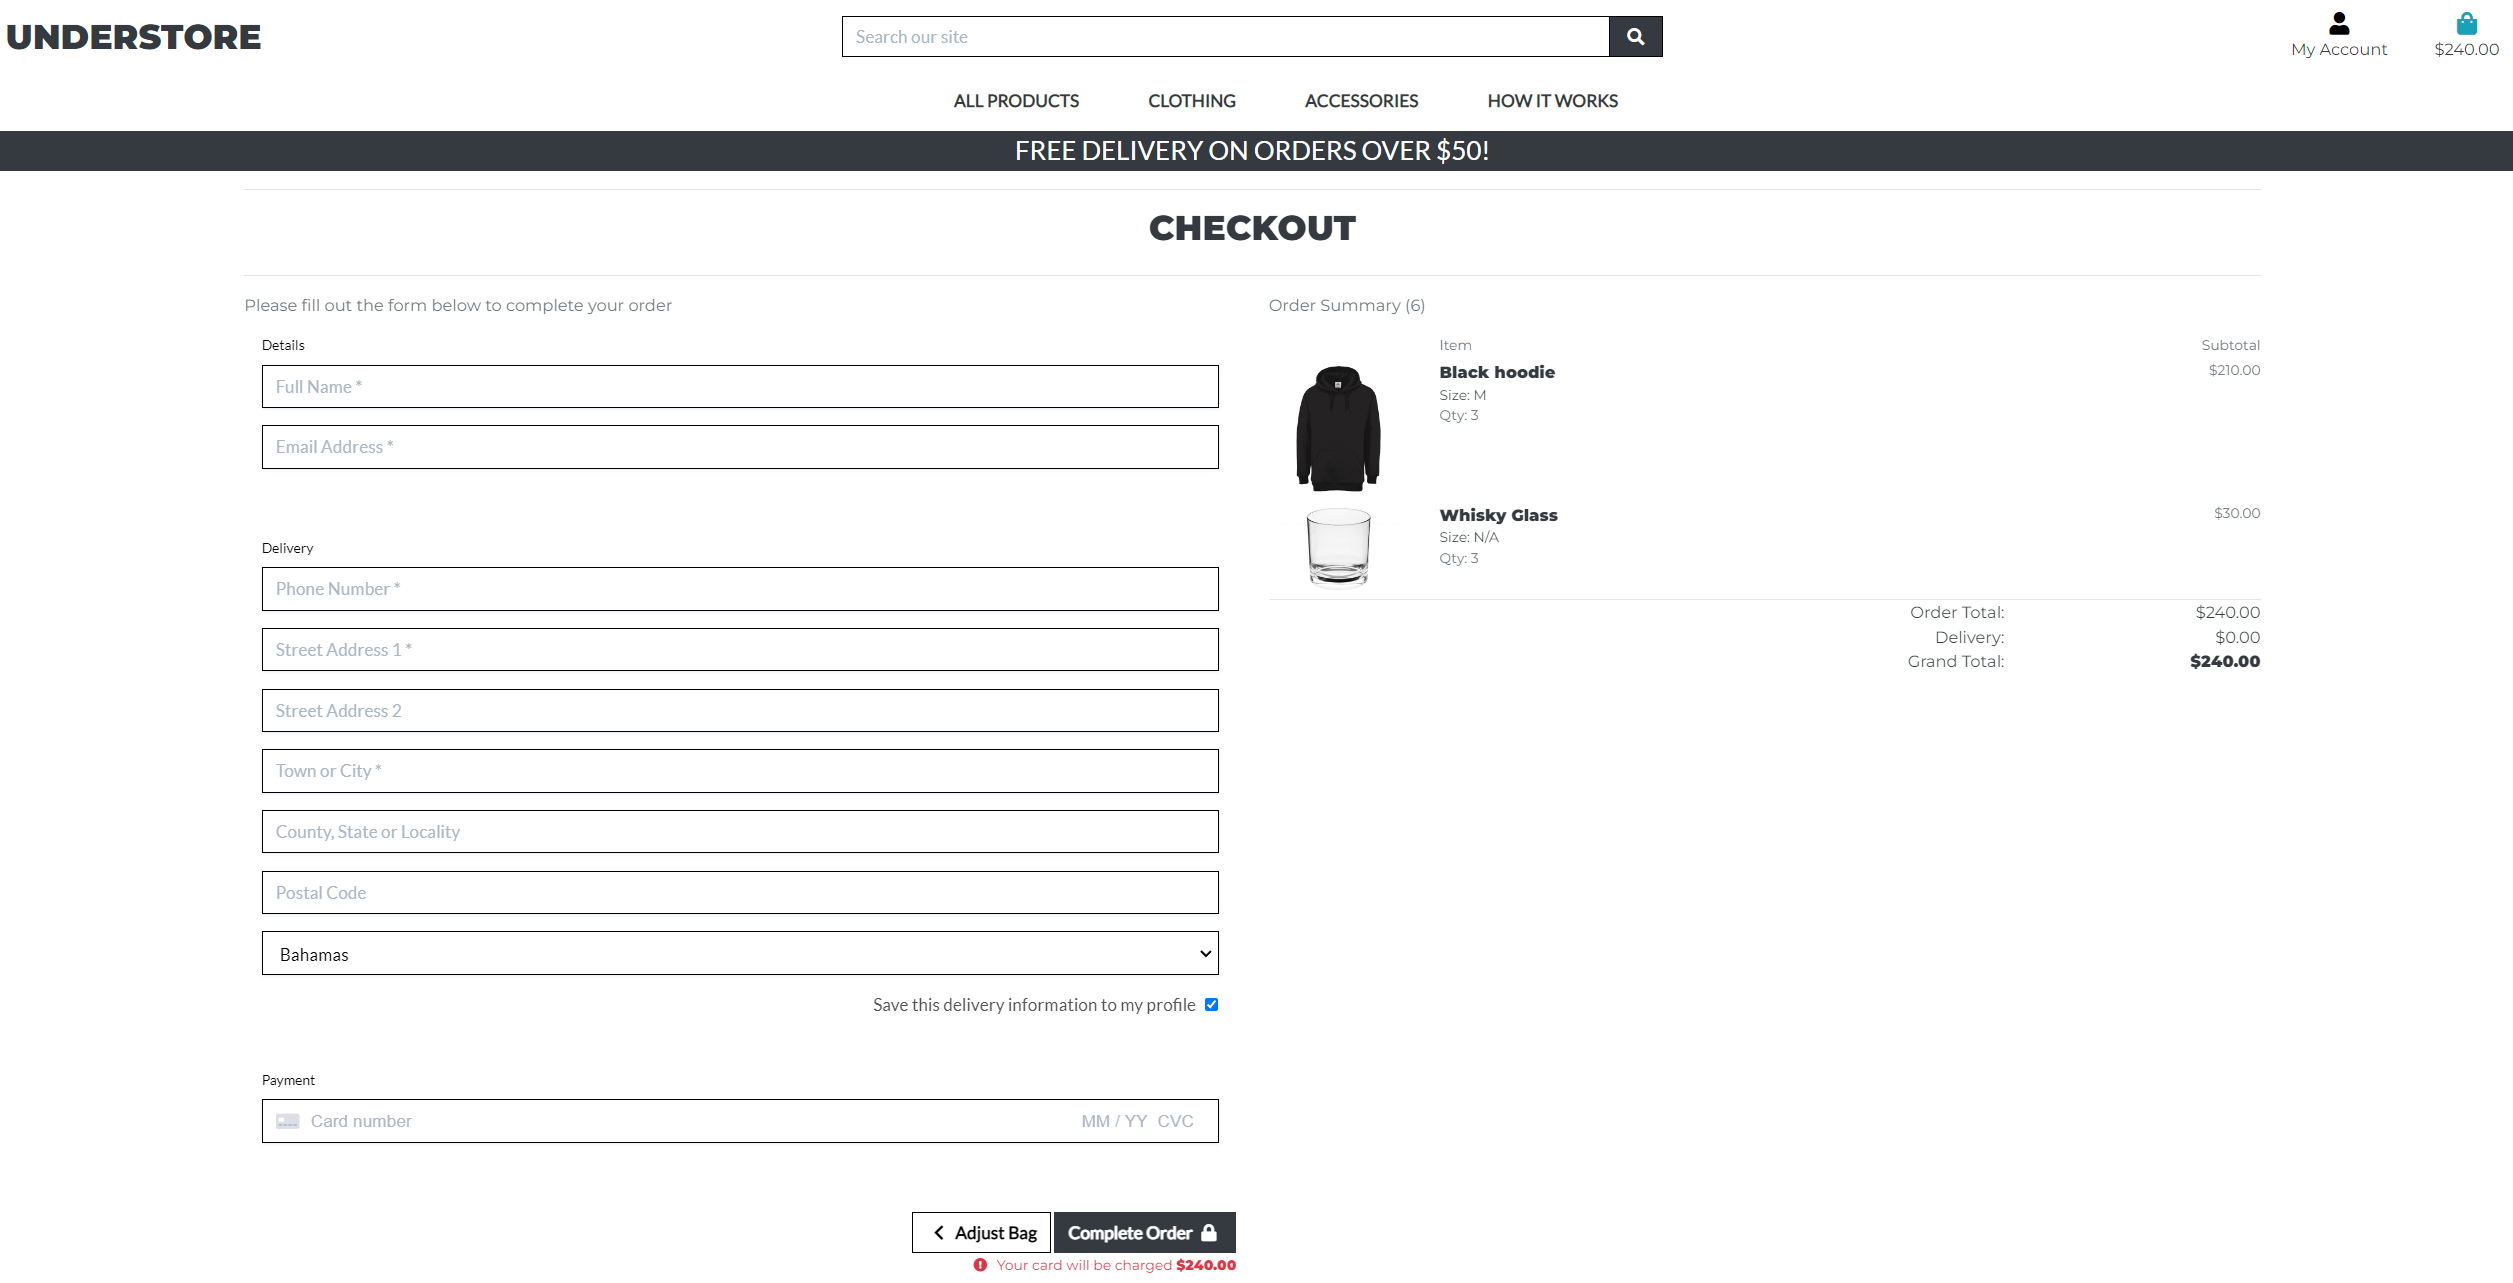 UNDERSTORE
Search our site
My Account
$240.00
ALL PRODUCTS
CLOTHING
ACCESSORIES
HOW IT WORKS
FREE DELIVERY ON ORDERS OVER $50!
CHECKOUT
Please fill out the form below to complete your order
Details
Full Name *
Email Address *
Delivery
Phone Number *
Street Address 1 *
Street Address 2
Town or City *
County, State or Locality
Postal Code
Bahamas
Save this delivery information to my profile
Payment
Card number MM / YY CVC
Adjust Bag
Complete Order
Your card will be charged $240.00
Order Summary (6)
Item Subtotal
Black hoodie $210.00
Size: M
Qty: 3
Whisky Glass $30.00
Size: N/A
Qty: 3
Order Total: $240.00
Delivery: $0.00
Grand Total: $240.00